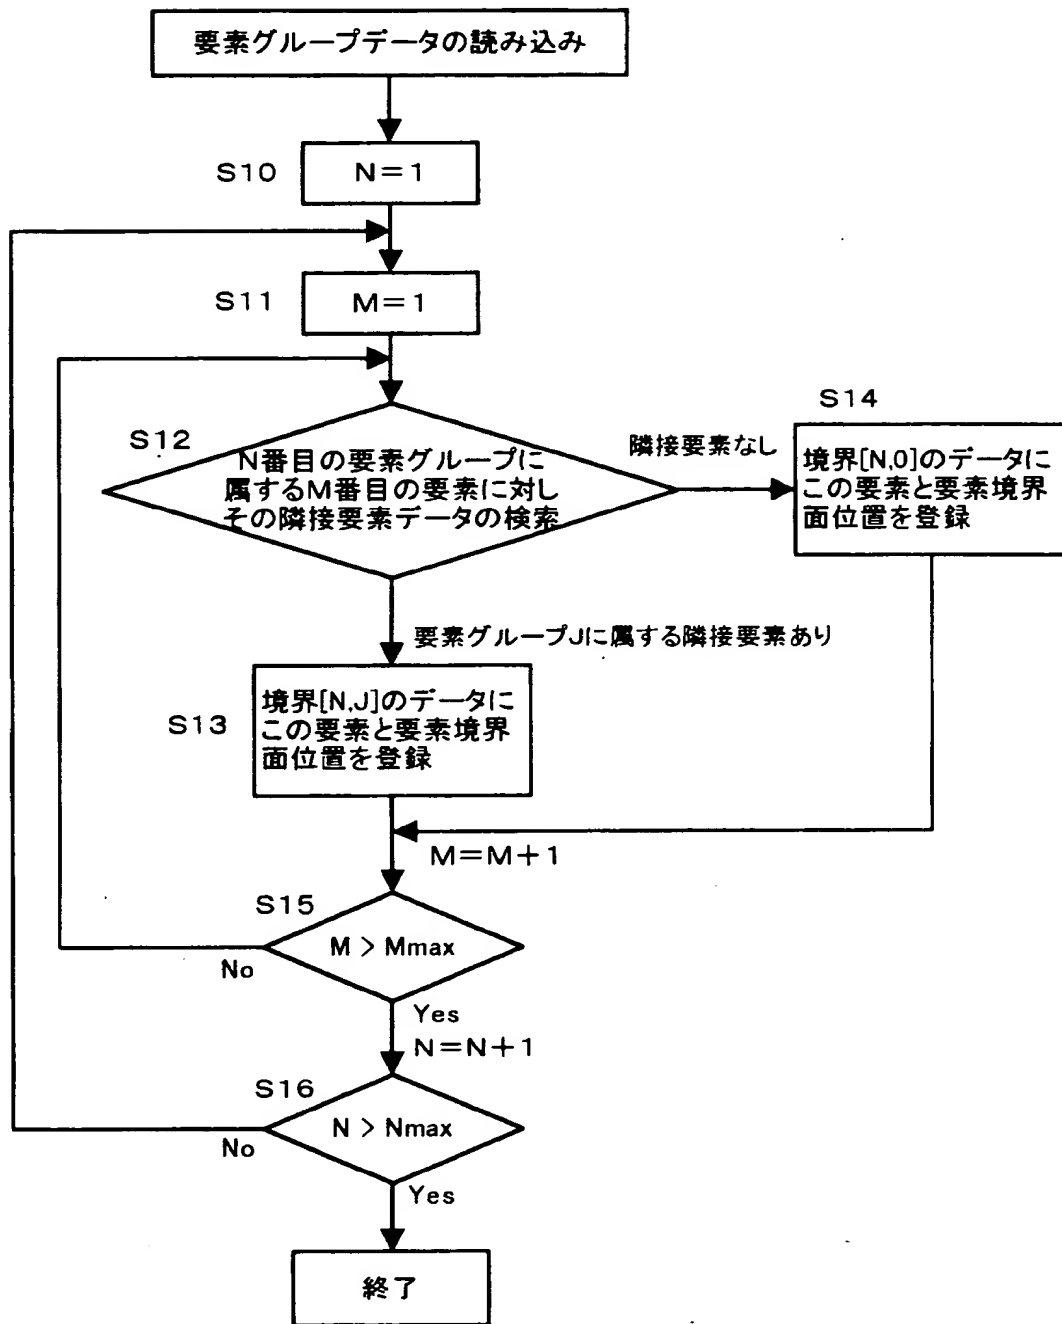 要素グループデータの読み込み
S10
N=1
S11
M=1
S12
N番目の要素グループに
属するM番目の要素に対し
その隣接要素データの検索
隣接要素なし
S14
境界[N,0]のデータに
この要素と要素境界
面位置を登録
要素グループJに属する隣接要素あり
S13
境界[N,J]のデータに
この要素と要素境界
面位置を登録
M=M+1
S15
M > Mmax
No
Yes
N=N+1
S16
N > Nmax
No
Yes
終了